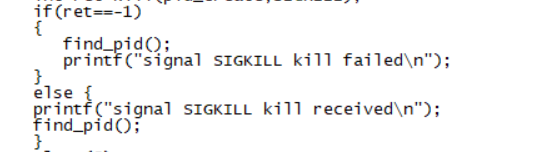 if(ret==-1)
{
find_pid();
printf("signal SIGKILL kill failed\n");
}
else {
printf("signal SIGKILL kill received\n");
find_pid();
}